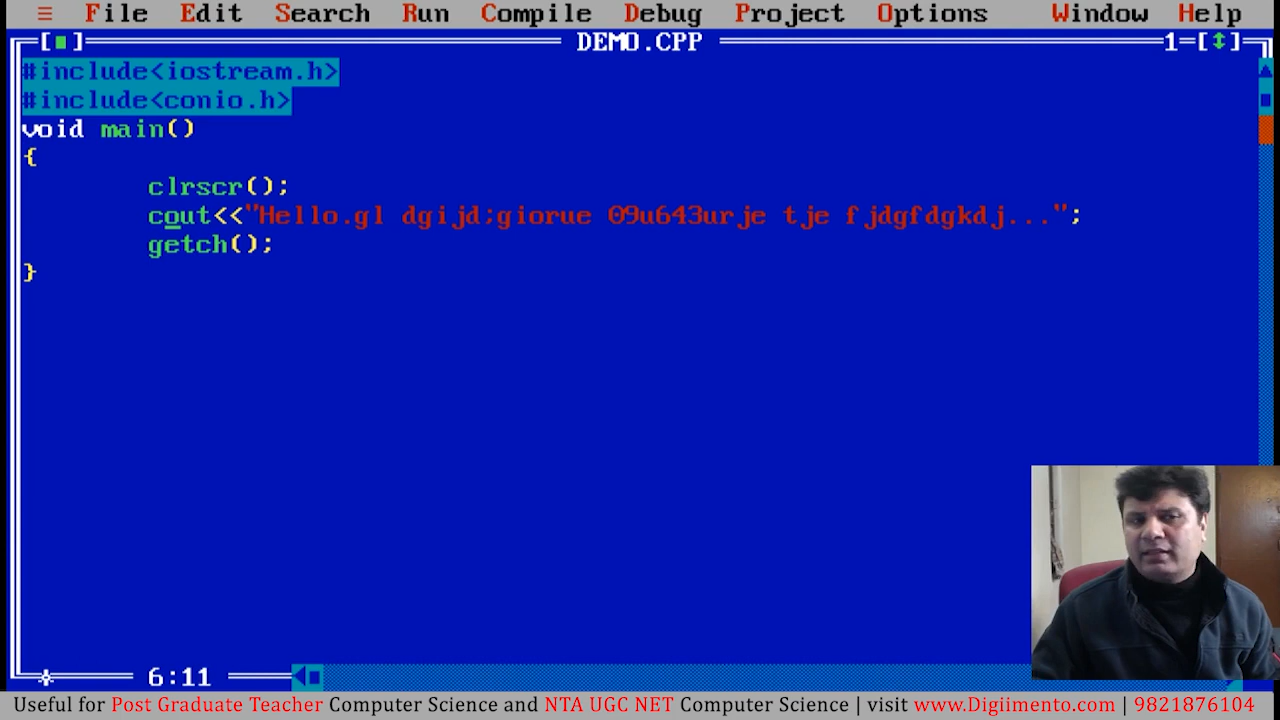 ≡ File Edit Search Run Compile Debug Project Options Window Help
[■] DEMO.CPP 1=[↕]
#include<iostream.h>
#include<conio.h>
void main()
{
clrscr();
cout<<"Hello.gl dgijd;giorue 09u643urje tje fjdgfdgkdj...";
getch();
}
6:11
Useful for Post Graduate Teacher Computer Science and NTA UGC NET Computer Science | visit www.Digiimento.com | 9821876104